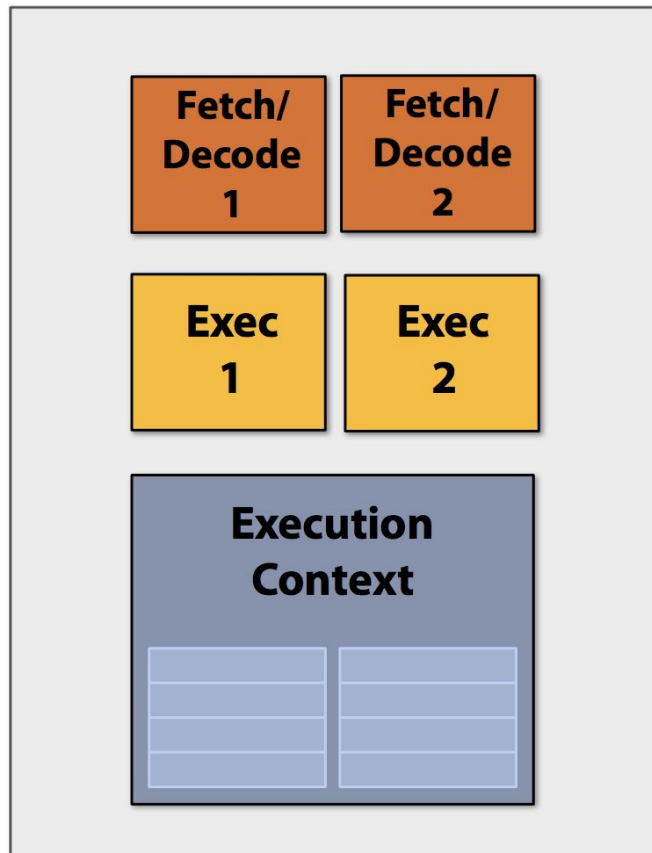 Fetch/
Decode
1
Fetch/
Decode
2
Exec
1
Exec
2
Execution
Context